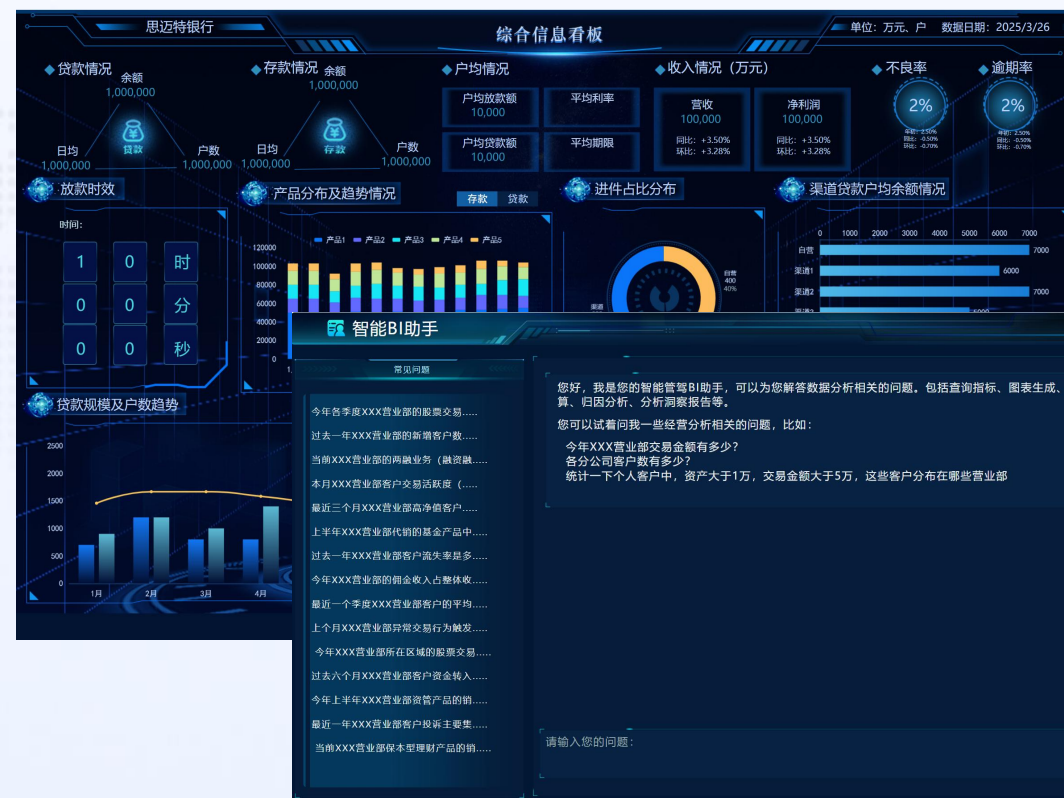 思迈特银行
综合信息看板
单位：万元、户 数据日期：2025/3/26
贷款情况
余额
1,000,000
贷款
日均
1,000,000
户数
1,000,000
存款情况
余额
1,000,000
存款
日均
1,000,000
户数
1,000,000
户均情况
户均放款额
10,000
平均利率
户均贷款额
10,000
平均期限
收入情况（万元）
营收
100,000
同比：+3.50%
环比：+3.28%
净利润
100,000
同比：+3.50%
环比：+3.28%
不良率
2%
年初：2.50%
同比：-0.50%
环比：-0.70%
逾期率
2%
年初：2.50%
同比：-0.50%
环比：-0.70%
放款时效
时间：
1 0 时
0 0 分
0 0 秒
产品分布及趋势情况
存款 贷款
产品1 产品2 产品3 产品4 产品5
120000
100000
80000
60000
40000
20000
0
进件占比分布
自营
400
40%
渠道
渠道贷款户均余额情况
0 1000 2000 3000 4000 5000 6000 7000
自营 7000
渠道1 6000
渠道2 7000
贷款规模及户数趋势
2500
2000
1500
1000
500
0
1月 2月 3月 4月
智能BI助手
常见问题
今年各季度XXX营业部的股票交易.....
过去一年XXX营业部的新增客户数.....
当前XXX营业部的两融业务（融资融.....
本月XXX营业部客户交易活跃度（.....
最近三个月XXX营业部高净值客户.....
上半年XXX营业部代销的基金产品中.....
过去一年XXX营业部客户流失率是多.....
今年XXX营业部的佣金收入占整体收.....
最近一个季度XXX营业部客户的平均.....
上个月XXX营业部异常交易行为触发.....
今年XXX营业部所在区域的股票交易.....
过去六个月XXX营业部客户资金转入.....
今年上半年XXX营业部资管产品的销.....
最近一年XXX营业部客户投诉主要集.....
当前XXX营业部保本型理财产品的销.....
您好，我是您的智能管驾BI助手，可以为您解答数据分析相关的问题。包括查询指标、图表生成、
算、归因分析、分析洞察报告等。
您可以试着问我一些经营分析相关的问题，比如：
今年XXX营业部交易金额有多少？
各分公司客户数有多少？
统计一下个人客户中，资产大于1万，交易金额大于5万，这些客户分布在哪些营业部
请输入您的问题：